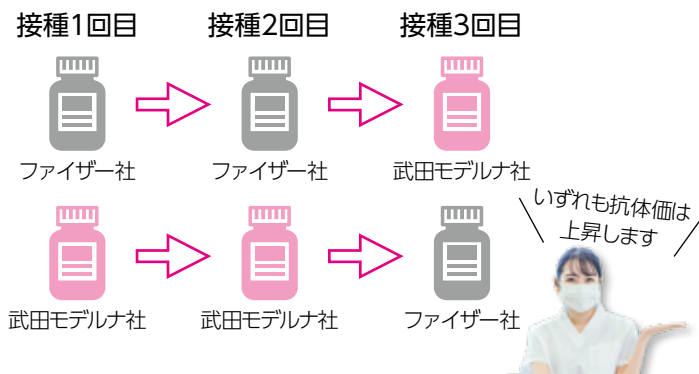 接種1回目
接種2回目
接種3回目
ファイザー社
ファイザー社
武田モデルナ社
いずれも抗体価は
上昇します
武田モデルナ社
武田モデルナ社
ファイザー社